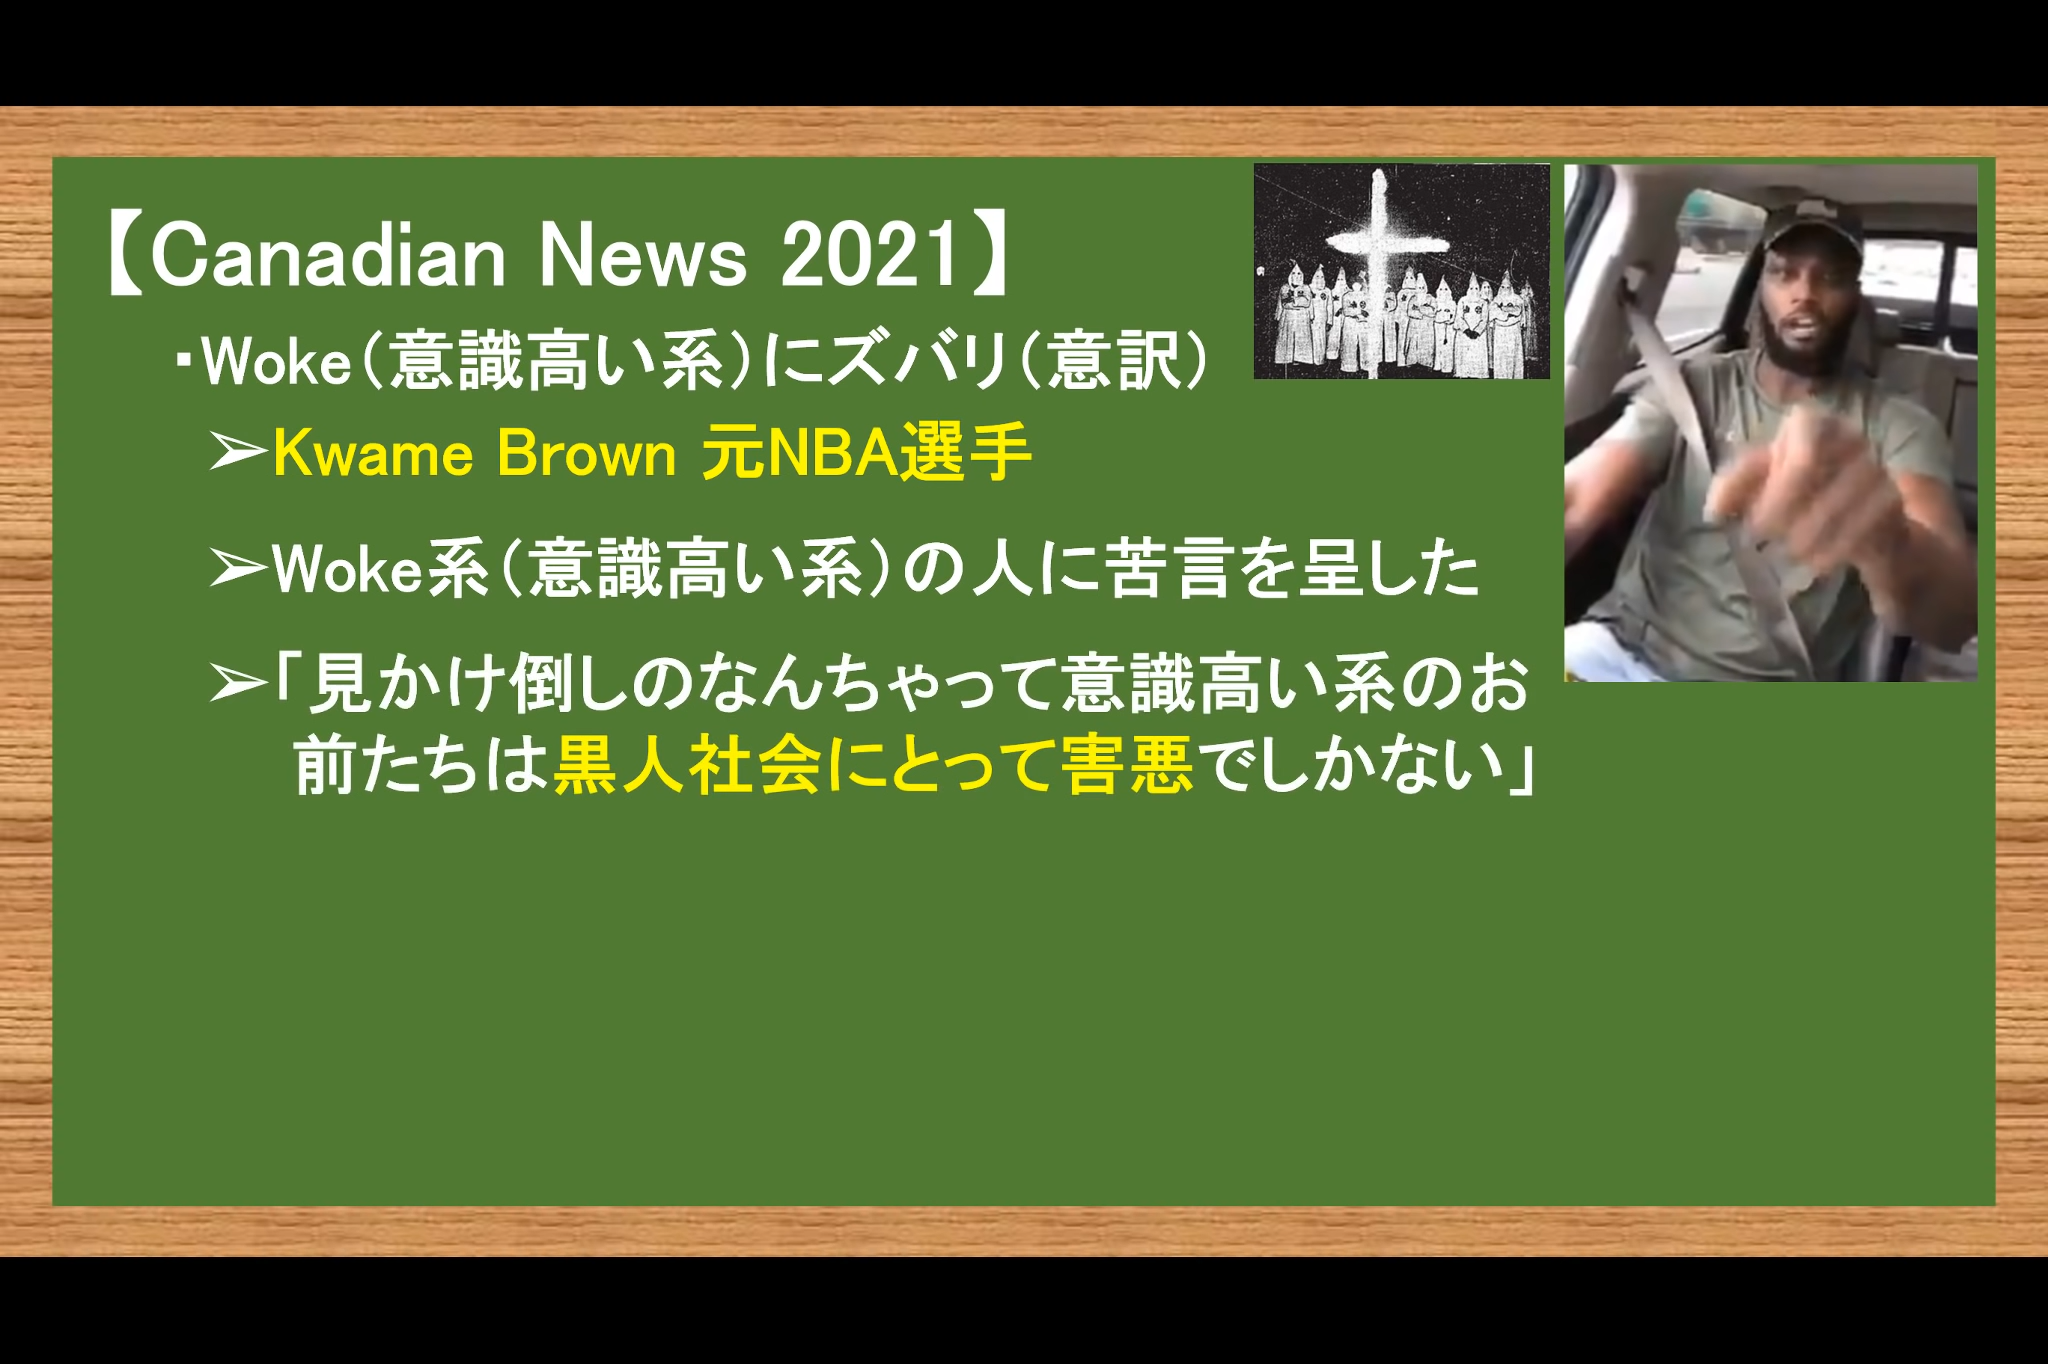 【Canadian News 2021】
・Woke（意識高い系）にズバリ（意訳）
➢Kwame Brown 元NBA選手
➢Woke系（意識高い系）の人に苦言を呈した
➢「見かけ倒しのなんちゃって意識高い系のお
前たちは黒人社会にとって害悪でしかない」